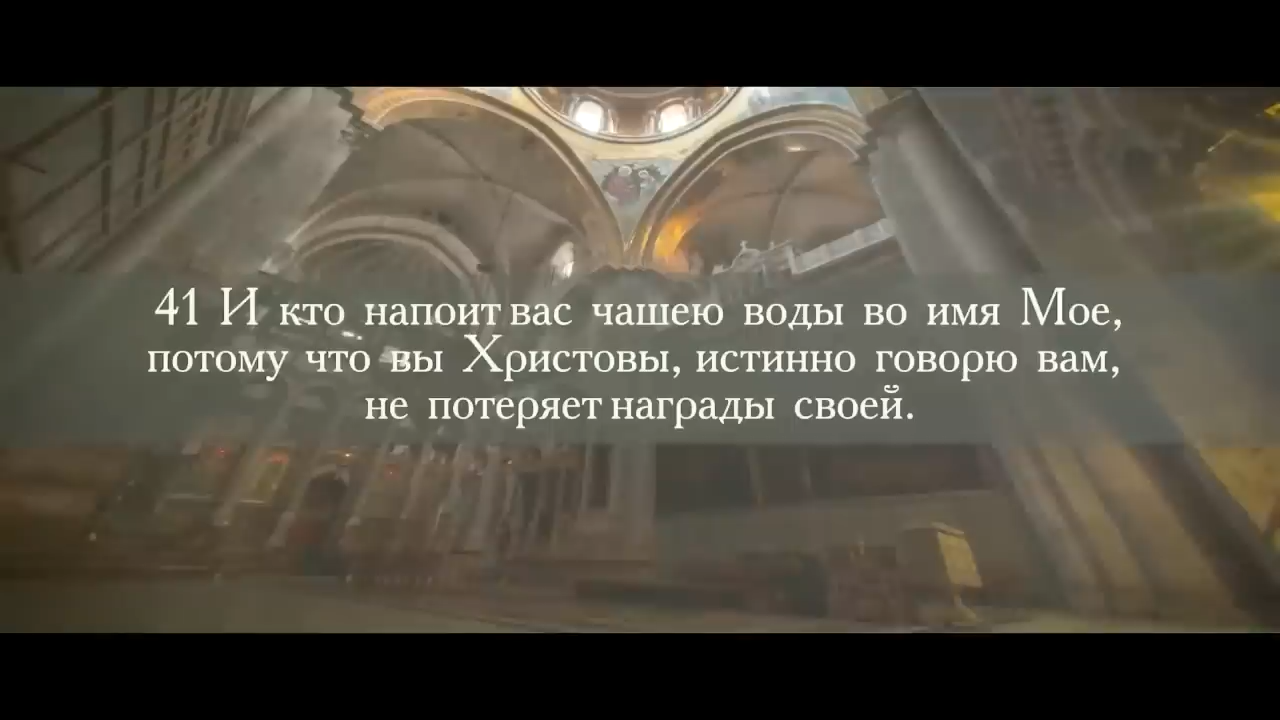 41 И кто напоит вас чашею воды во имя Мое,
потому что вы Христовы, истинно говорю вам,
не потеряет награды своей.